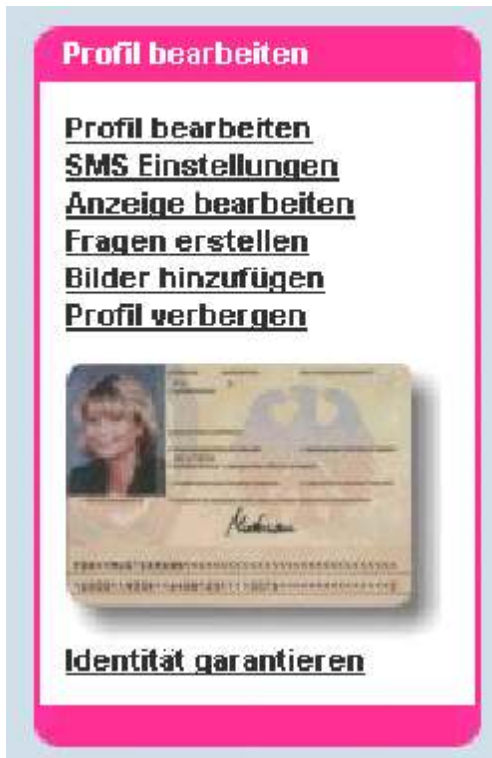 Profil bearbeiten
Profil bearbeiten
SMS Einstellungen
Anzeige bearbeiten
Fragen erstellen
Bilder hinzufügen
Profil verbergen
Identität garantieren